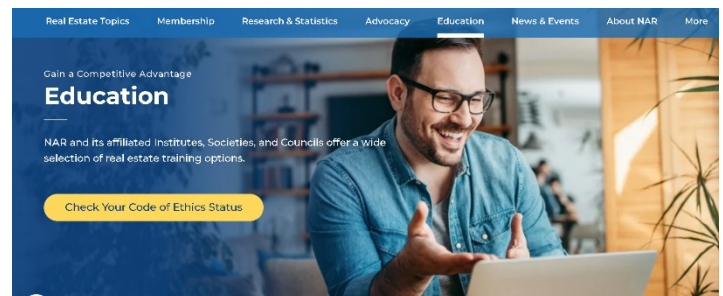 Real Estate Topics Membership Research & Statistics Advocacy Education News & Events About NAR More
Gain a Competitive Advantage
Education
NAR and its affiliated Institutes, Societies, and Councils offer a wide
selection of real estate training options.
Check Your Code of Ethics Status